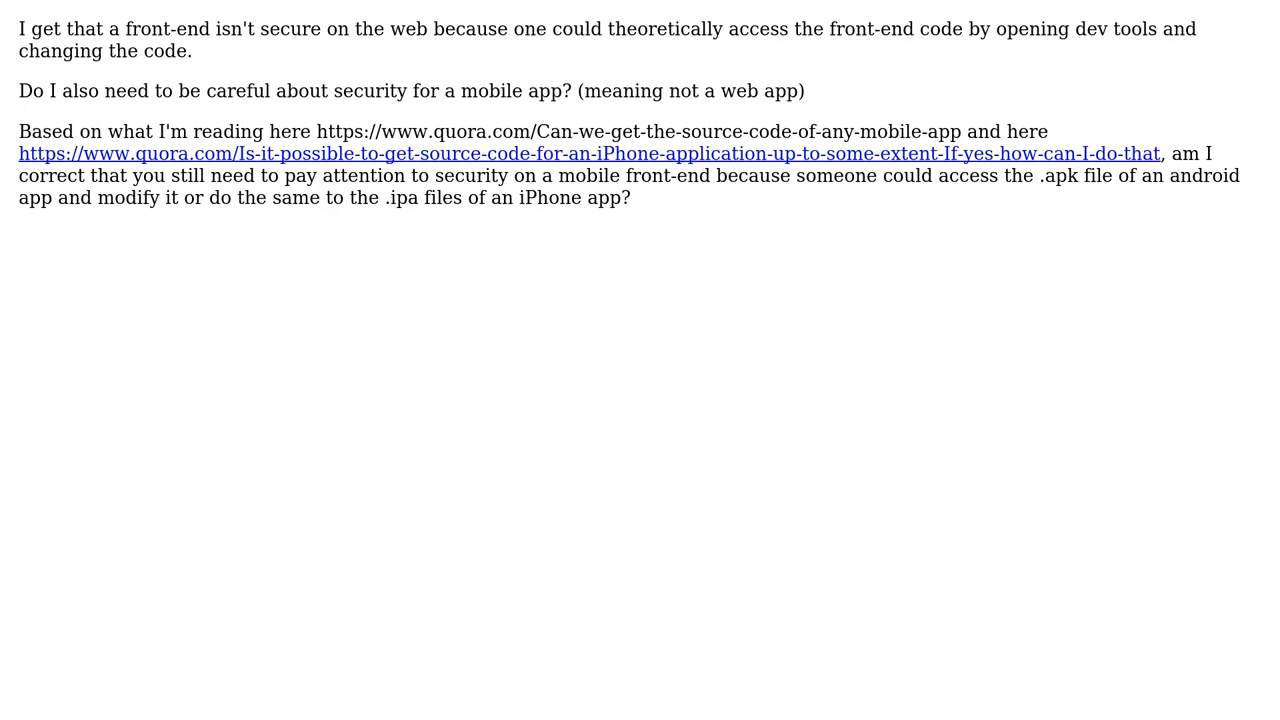 I get that a front-end isn't secure on the web because one could theoretically access the front-end code by opening dev tools and
changing the code.
Do I also need to be careful about security for a mobile app? (meaning not a web app)
Based on what I'm reading here https://www.quora.com/Can-we-get-the-source-code-of-any-mobile-app and here
https://www.quora.com/Is-it-possible-to-get-source-code-for-an-iPhone-application-up-to-some-extent-If-yes-how-can-I-do-that, am I
correct that you still need to pay attention to security on a mobile front-end because someone could access the .apk file of an android
app and modify it or do the same to the .ipa files of an iPhone app?